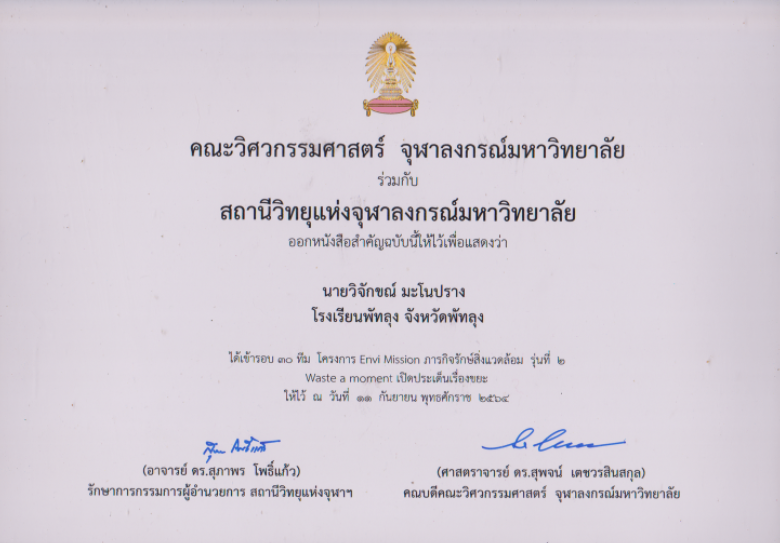 คณะวิศวกรรมศาสตร์ จุฬาลงกรณ์มหาวิทยาลัย
ร่วมกับ
สถานีวิทยุแห่งจุฬาลงกรณ์มหาวิทยาลัย
ออกหนังสือสำคัญฉบับนี้ให้ไว้เพื่อแสดงว่า
นายวิจักขณ์ มะโนปราง
โรงเรียนพัทลุง จังหวัดพัทลุง
ได้เข้ารอบ ๓๐ ทีม โครงการ Envi Mission ภารกิจรักษ์สิ่งแวดล้อม รุ่นที่ ๒
Waste a moment เปิดประเด็นเรื่องขยะ
ให้ไว้ ณ วันที่ ๑๑ กันยายน พุทธศักราช ๒๕๖๔
(อาจารย์ ดร.สุภาพร โพธิ์แก้ว)
รักษาการกรรมการผู้อำนวยการ สถานีวิทยุแห่งจุฬาฯ
(ศาสตราจารย์ ดร.สุพจน์ เตชวรสินสกุล)
คณบดีคณะวิศวกรรมศาสตร์ จุฬาลงกรณ์มหาวิทยาลัย